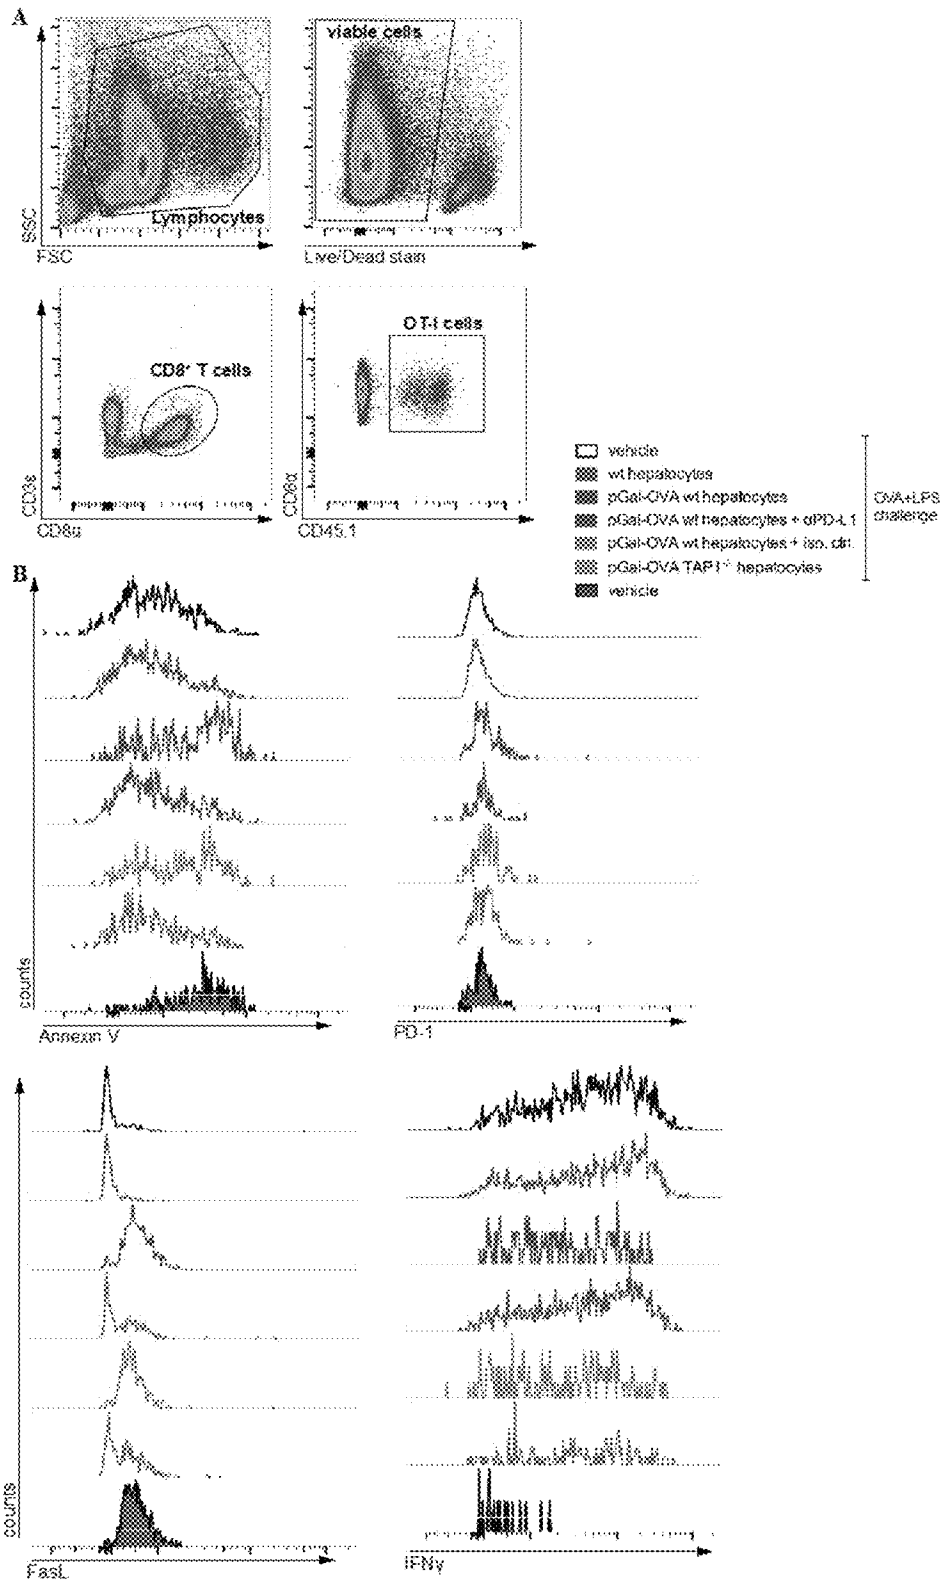 A
viable cells
Lymphocytes
SSC
FSC
Live/Dead stain
OT-I cells
CD8⁺ T cells
CD3ε
CD8α
CD8α
CD45.1
vehicle
wt hepatocytes
pGal-OVA wt hepatocytes
pGal-OVA wt hepatocytes + αPD-L1
pGal-OVA wt hepatocytes + iso. ctrl.
pGal-OVA TAP1⁻/⁻ hepatocytes
vehicle
OVA+LPS
challenge
B
counts
Annexin V
PD-1
counts
FasL
IFNγ